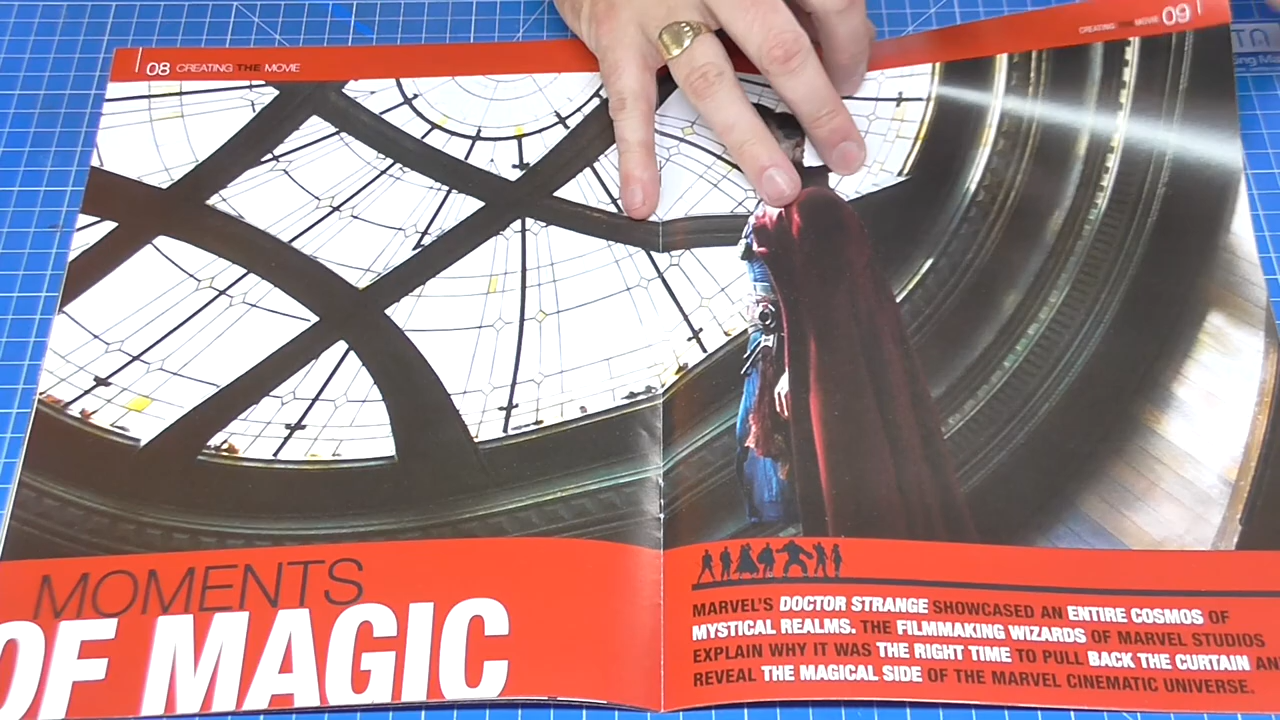 08 CREATING THE MOVIE
CREATING THE MOVIE 09
MOMENTS
OF MAGIC
MARVEL'S DOCTOR STRANGE SHOWCASED AN ENTIRE COSMOS OF
MYSTICAL REALMS. THE FILMMAKING WIZARDS OF MARVEL STUDIOS
EXPLAIN WHY IT WAS THE RIGHT TIME TO PULL BACK THE CURTAIN
REVEAL THE MAGICAL SIDE OF THE MARVEL CINEMATIC UNIVERSE.